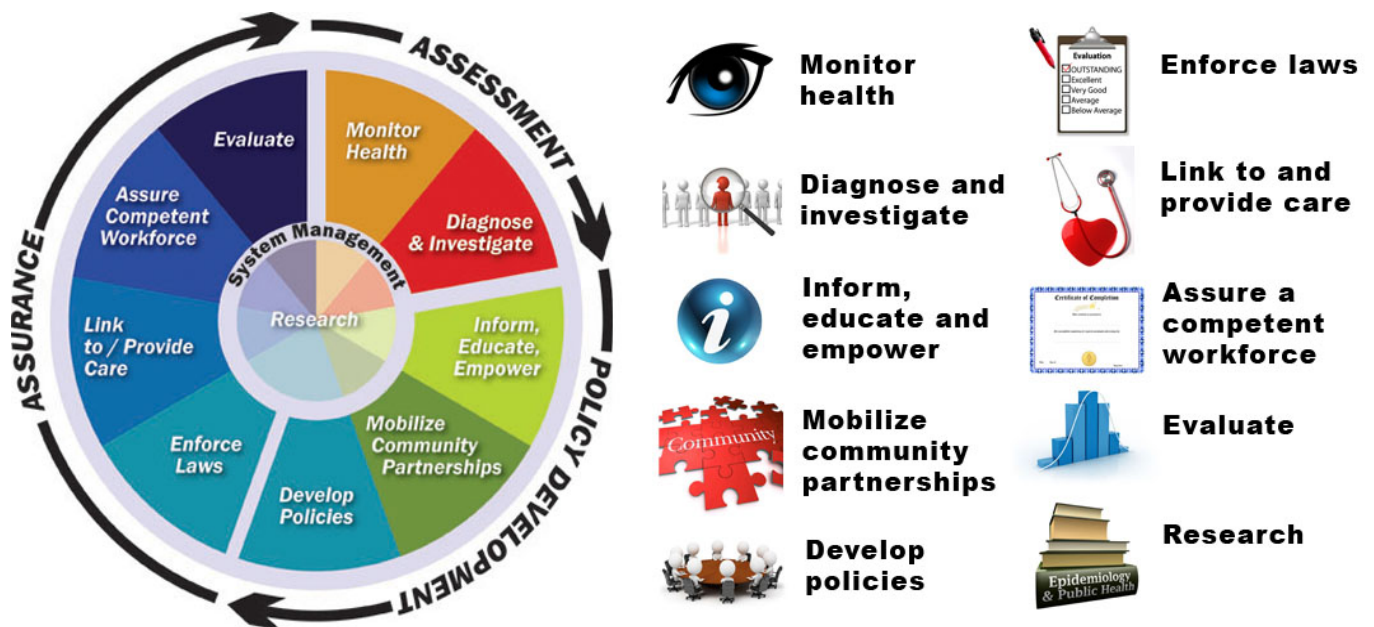 ASSESSMENT
POLICY DEVELOPMENT
ASSURANCE
Evaluate
Monitor
Health
Assure
Competent
Workforce
Diagnose
& Investigate
System Management
Research
Link
to / Provide
Care
Inform,
Educate,
Empower
Enforce
Laws
Mobilize
Community
Partnerships
Develop
Policies
Monitor
health
Diagnose and
investigate
Inform,
educate and
empower
i
Community
Mobilize
community
partnerships
Develop
policies
Evaluation
OUTSTANDING
Excellent
Very Good
Average
Below Average
Enforce laws
Link to and
provide care
Certificate of Completion
Assure a
competent
workforce
Evaluate
Epidemiology
& Public Health
Research